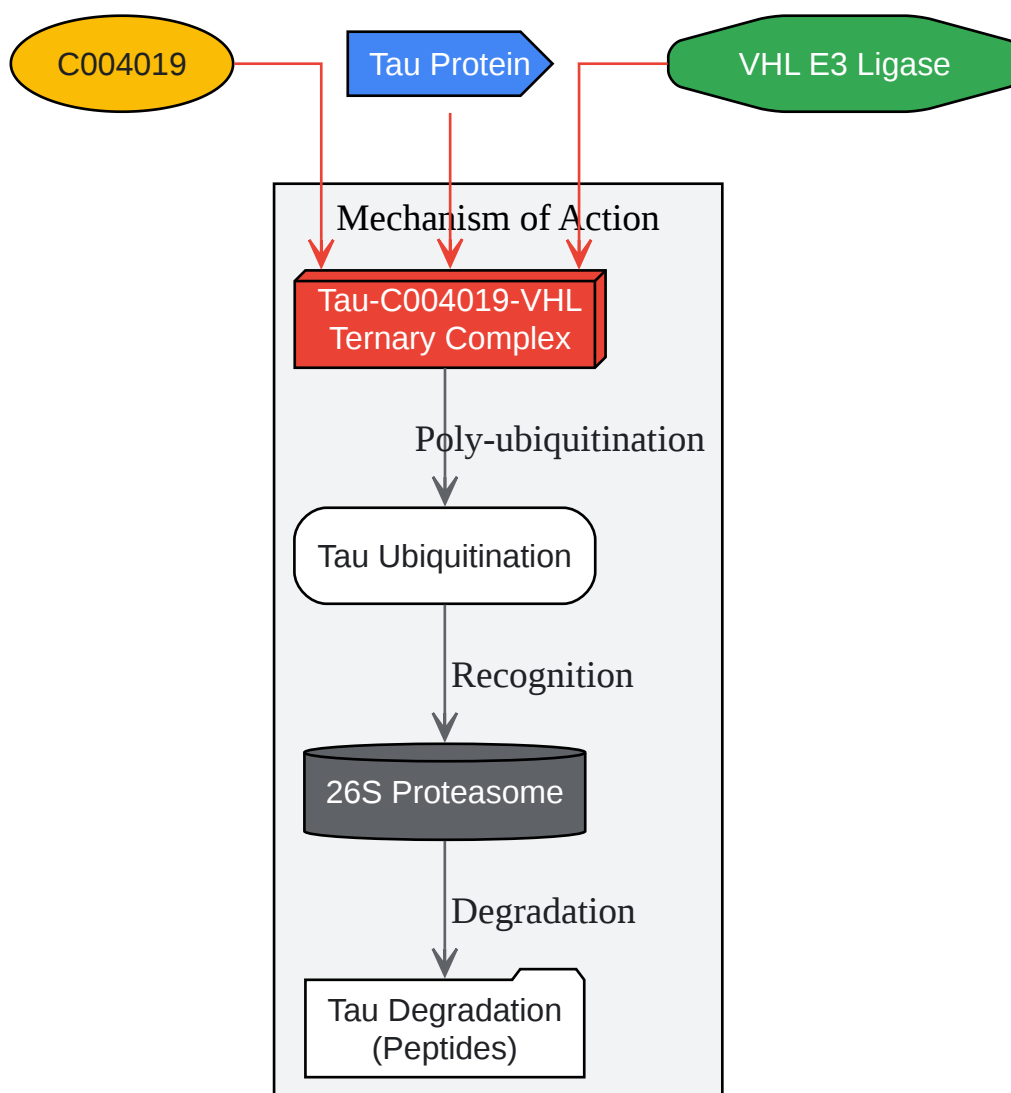 C004019
Tau Protein
VHL E3 Ligase
Mechanism of Action
Tau-C004019-VHL
Ternary Complex
Poly-ubiquitination
Tau Ubiquitination
Recognition
26S Proteasome
Degradation
Tau Degradation
(Peptides)